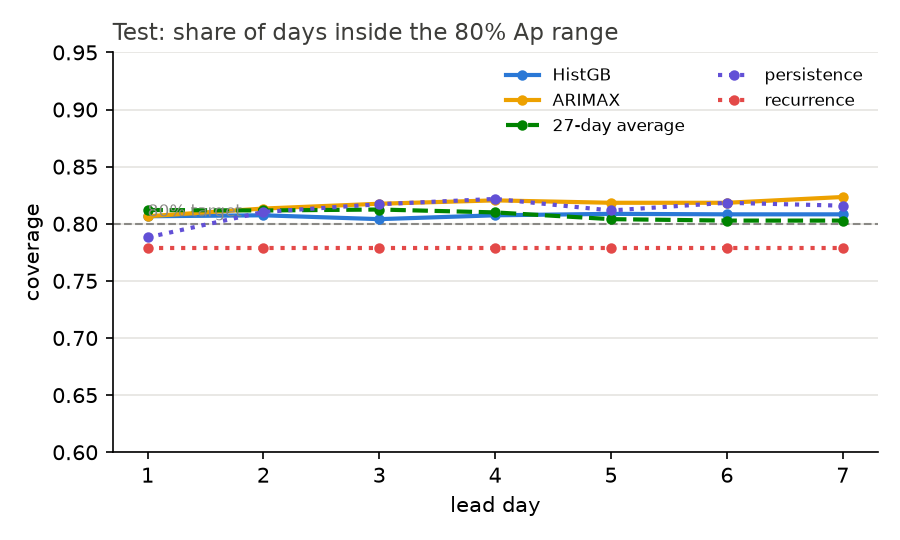 Test: share of days inside the 80% Ap range
HistGB
ARIMAX
27-day average
persistence
recurrence
0.95
0.90
0.85
0.80
0.75
0.70
0.65
0.60
80% target
coverage
1 2 3 4 5 6 7
lead day